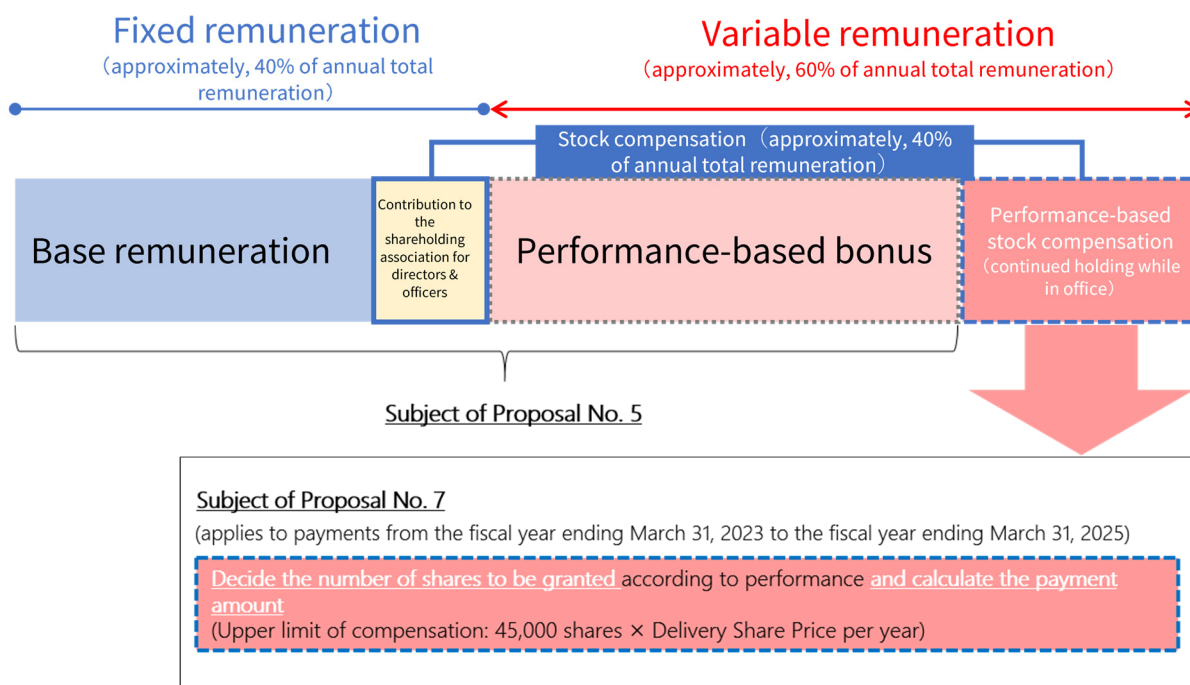 Fixed remuneration
（approximately, 40% of annual total
remuneration）
Variable remuneration
（approximately, 60% of annual total remuneration）
Stock compensation（approximately, 40%
of annual total remuneration）
Base remuneration
Contribution to
the
shareholding
association for
directors &
officers
Performance-based bonus
Performance-based
stock compensation
（continued holding while
in office）
Subject of Proposal No. 5
Subject of Proposal No. 7
(applies to payments from the fiscal year ending March 31, 2023 to the fiscal year ending March 31, 2025)
Decide the number of shares to be granted according to performance and calculate the payment
amount
(Upper limit of compensation: 45,000 shares × Delivery Share Price per year)